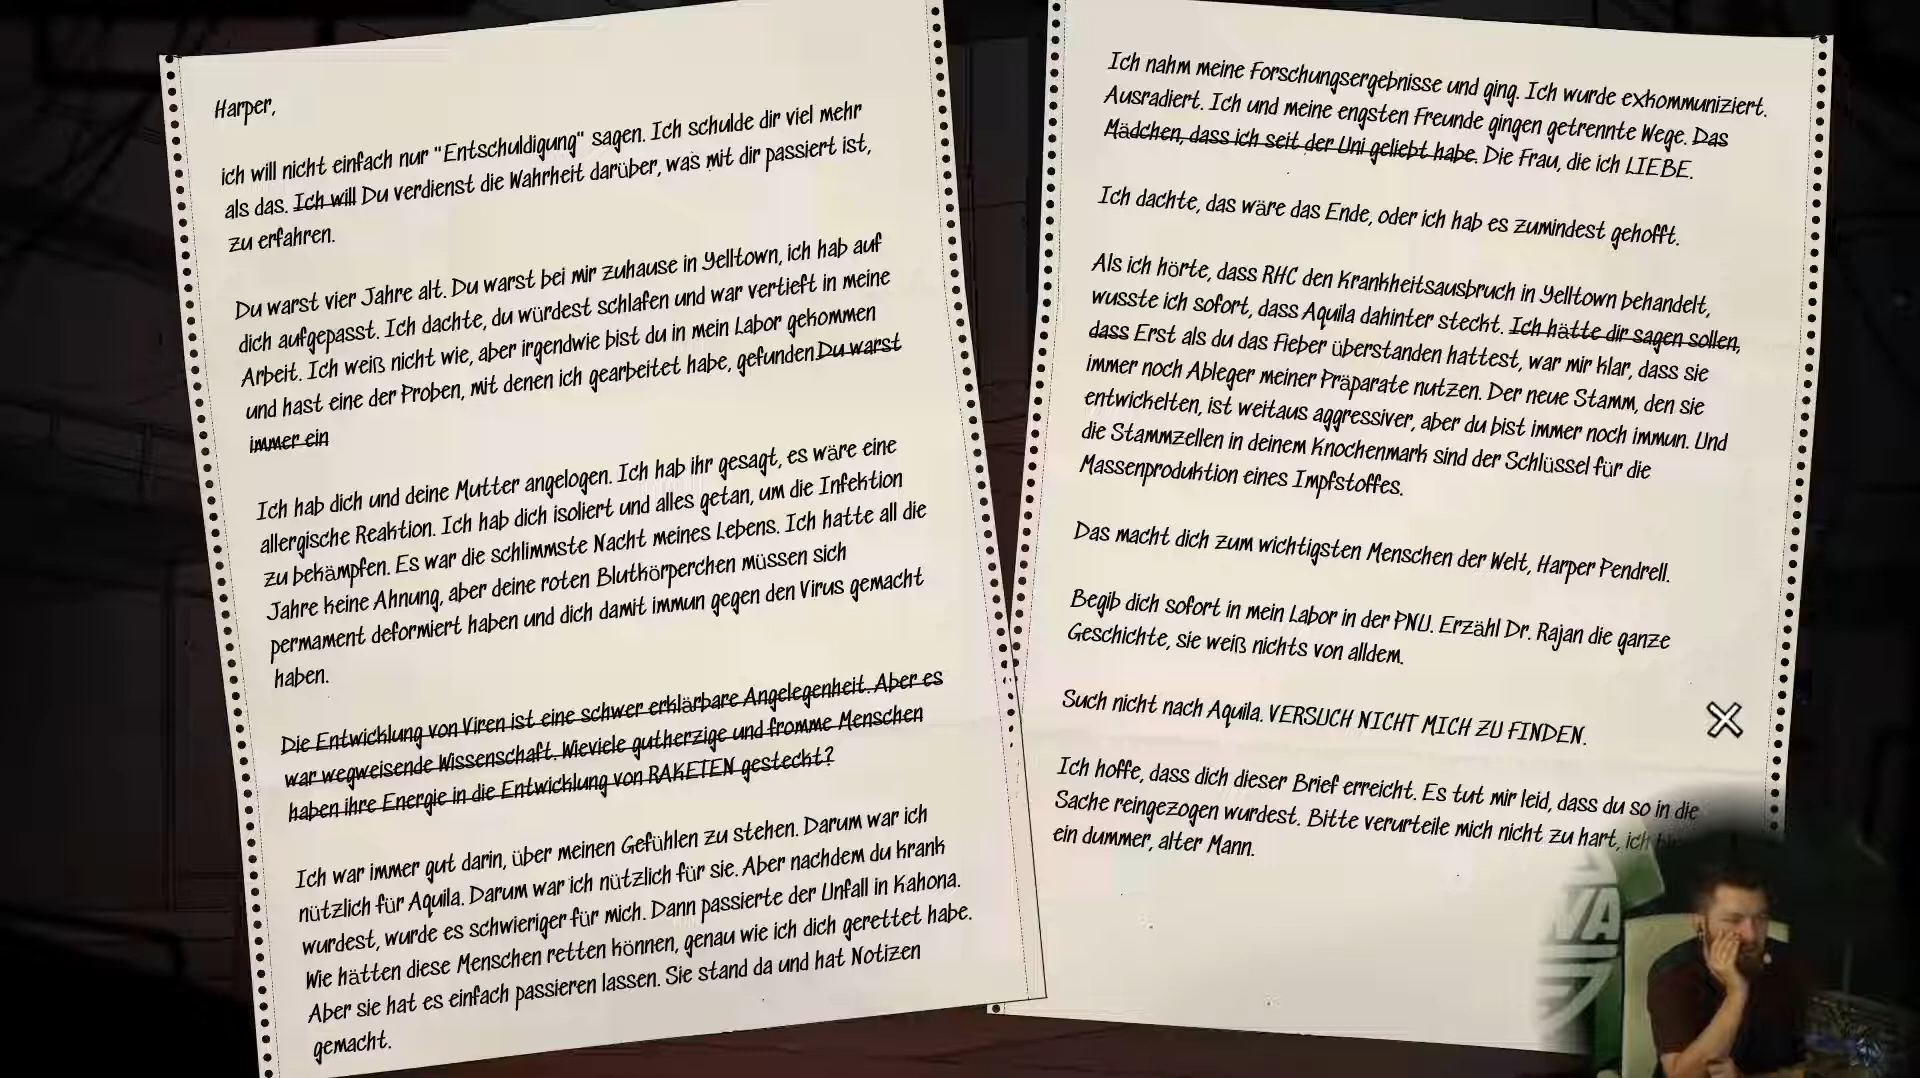 Harper,
ich will nicht einfach nur "Entschuldigung" sagen. Ich schulde dir viel mehr
als das. Ich will Du verdienst die Wahrheit darüber, was mit dir passiert ist,
zu erfahren.
Du warst vier Jahre alt. Du warst bei mir zuhause in Yelltown, ich hab auf
dich aufgepasst. Ich dachte, du würdest schlafen und war vertieft in meine
Arbeit. Ich weiß nicht wie, aber irgendwie bist du in mein Labor gekommen
und hast eine der Proben, mit denen ich gearbeitet habe, gefunden Du warst
immer ein
Ich hab dich und deine Mutter angelogen. Ich hab ihr gesagt, es wäre eine
allergische Reaktion. Ich hab dich isoliert und alles getan, um die Infektion
zu bekämpfen. Es war die schlimmste Nacht meines Lebens. Ich hatte all die
Jahre keine Ahnung, aber deine roten Blutkörperchen müssen sich
permament deformiert haben und dich damit immun gegen den Virus gemacht
haben.
Die Entwicklung von Viren ist eine schwer erklärbare Angelegenheit. Aber es
war wegweisende Wissenschaft. Wieviele gutherzige und fromme Menschen
haben ihre Energie in die Entwicklung von RAKETEN gesteckt?
Ich war immer gut darin, über meinen Gefühlen zu stehen. Darum war ich
nützlich für Aquila. Darum war ich nützlich für sie. Aber nachdem du krank
wurdest, wurde es schwieriger für mich. Dann passierte der Unfall in Kahona.
Wie hätten diese Menschen retten können, genau wie ich dich gerettet habe.
Aber sie hat es einfach passieren lassen. Sie stand da und hat Notizen
gemacht.
Ich nahm meine Forschungsergebnisse und ging. Ich wurde exkommuniziert.
Ausradiert. Ich und meine engsten Freunde gingen getrennte Wege. Das
Mädchen, dass ich seit der Uni geliebt habe. Die Frau, die ich LIEBE.
Ich dachte, das wäre das Ende, oder ich hab es zumindest gehofft.
Als ich hörte, dass RHC den Krankheitsausbruch in Yelltown behandelt,
wusste ich sofort, dass Aquila dahinter steckt. Ich hätte dir sagen sollen,
dass Erst als du das Fieber überstanden hattest, war mir klar, dass sie
immer noch Ableger meiner Präparate nutzen. Der neue Stamm, den sie
entwickelten, ist weitaus aggressiver, aber du bist immer noch immun. Und
die Stammzellen in deinem Knochenmark sind der Schlüssel für die
Massenproduktion eines Impfstoffes.
Das macht dich zum wichtigsten Menschen der Welt, Harper Pendrell.
Begib dich sofort in mein Labor in der PNU. Erzähl Dr. Rajan die ganze
Geschichte, sie weiß nichts von alldem.
Such nicht nach Aquila. VERSUCH NICHT MICH ZU FINDEN.
Ich hoffe, dass dich dieser Brief erreicht. Es tut mir leid, dass du so in die
Sache reingezogen wurdest. Bitte verurteile mich nicht zu hart, ich
ein dummer, alter Mann.